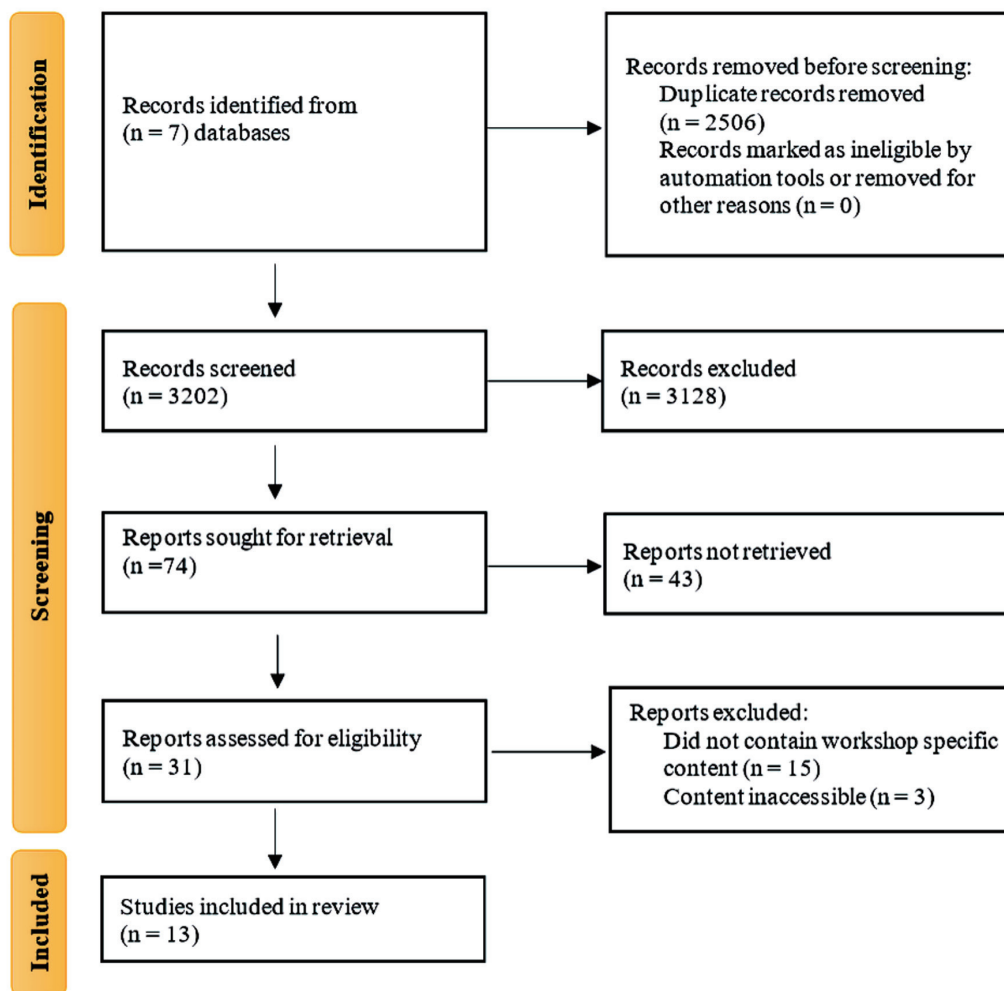 Identification
Records identified from
(n = 7) databases
Records removed before screening:
Duplicate records removed
(n = 2506)
Records marked as ineligible by
automation tools or removed for
other reasons (n = 0)
Screening
Records screened
(n = 3202)
Records excluded
(n = 3128)
Reports sought for retrieval
(n =74)
Reports not retrieved
(n = 43)
Reports assessed for eligibility
(n = 31)
Reports excluded:
Did not contain workshop specific
content (n = 15)
Content inaccessible (n = 3)
Included
Studies included in review
(n = 13)